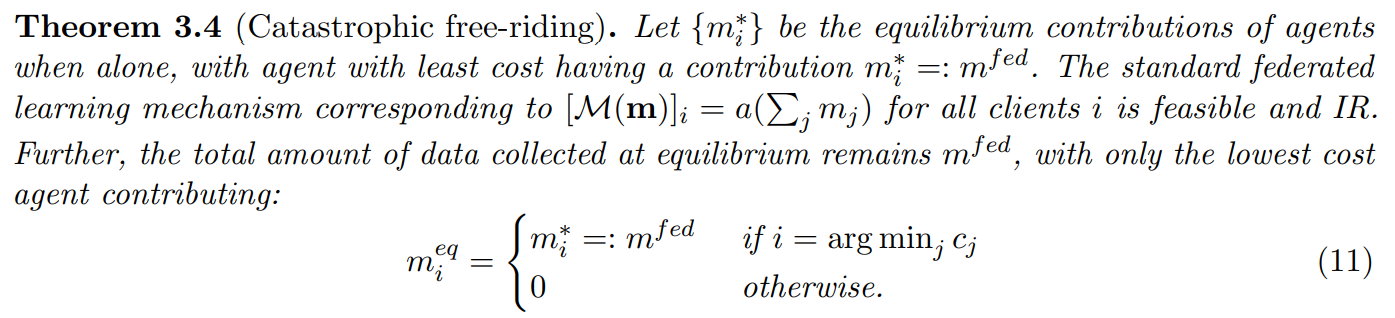 Theorem 3.4 (Catastrophic free-riding). Let {m_i^*} be the equilibrium contributions of agents
when alone, with agent with least cost having a contribution m_i^* =: m^{fed}. The standard federated
learning mechanism corresponding to [ℳ(𝐦)]_i = a(∑_j m_j) for all clients i is feasible and IR.
Further, the total amount of data collected at equilibrium remains m^{fed}, with only the lowest cost
agent contributing:
m_i^{eq} = { m_i^* =: m^{fed} if i = arg min_j c_j
0 otherwise. (11)